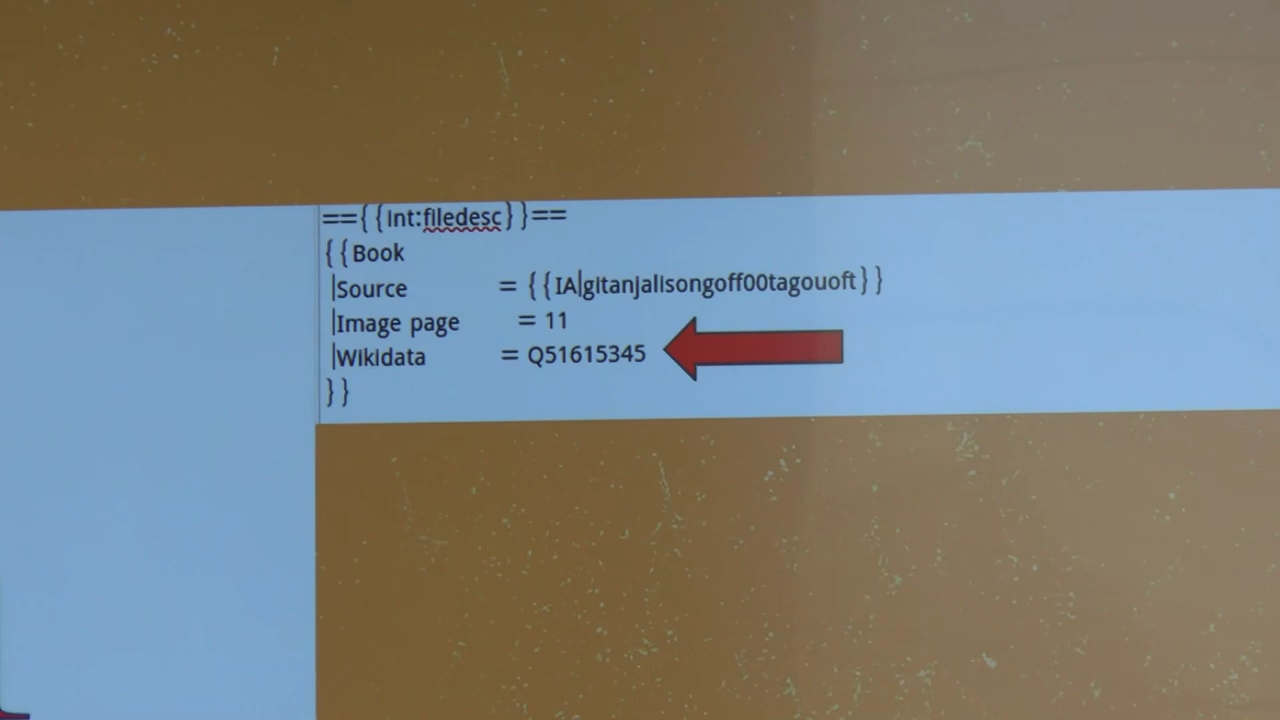 =={{int:filedesc}}==
{{Book
|Source = {{IA|gitanjalisongoff00tagouoft}}
|Image page = 11
|Wikidata = Q51615345
}}